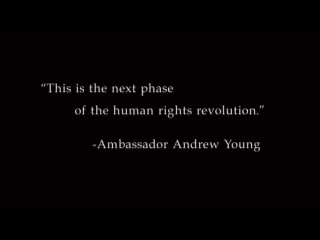 “This is the next phase
of the human rights revolution.”
-Ambassador Andrew Young